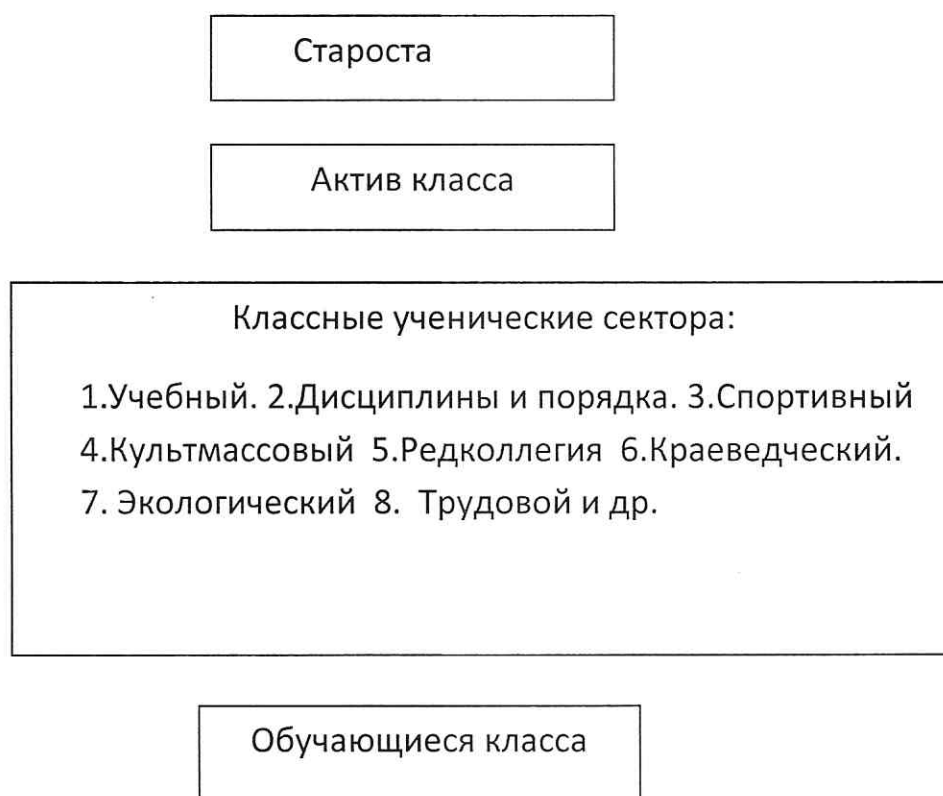 Староста
Актив класса
Классные ученические сектора:
1.Учебный. 2.Дисциплины и порядка. 3.Спортивный
4.Культмассовый 5.Редколлегия 6.Краеведческий.
7. Экологический 8. Трудовой и др.
Обучающиеся класса